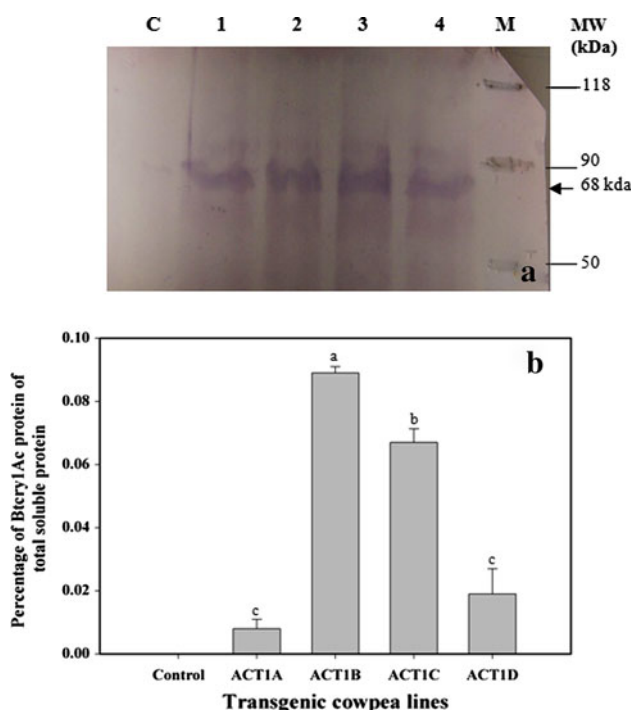 C 1 2 3 4 M MW
(kDa)
118
90
68 kda
50
a
b
Percentage of Btcry1Ac protein of
total soluble protein
0.10
0.08
0.06
0.04
0.02
0.00
a
b
c
c
Control ACT1A ACT1B ACT1C ACT1D
Transgenic cowpea lines